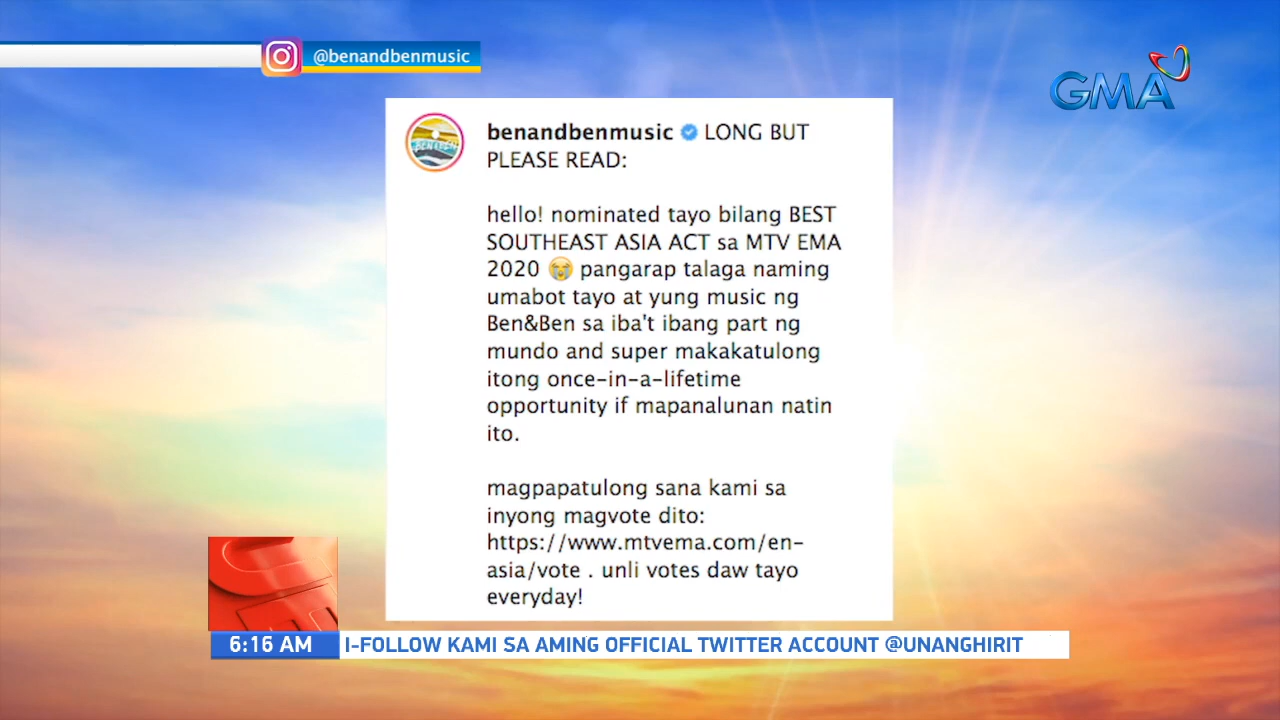 @benandbenmusic
GMA
benandbenmusic LONG BUT
PLEASE READ:
hello! nominated tayo bilang BEST
SOUTHEAST ASIA ACT sa MTV EMA
2020 😭 pangarap talaga naming
umabot tayo at yung music ng
Ben&Ben sa iba't ibang part ng
mundo and super makakatulong
itong once-in-a-lifetime
opportunity if mapanalunan natin
ito.
magpapatulong sana kami sa
inyong magvote dito:
https://www.mtvema.com/en-
asia/vote . unli votes daw tayo
everyday!
6:16 AM I-FOLLOW KAMI SA AMING OFFICIAL TWITTER ACCOUNT @UNANGHIRIT